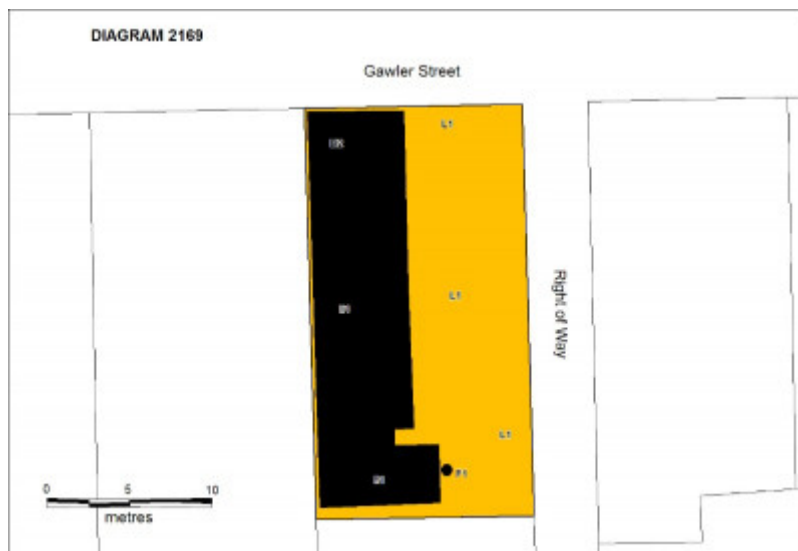 DIAGRAM 2169
Gawler Street
L1
L1
Right of Way
L1
0 5 10
metres